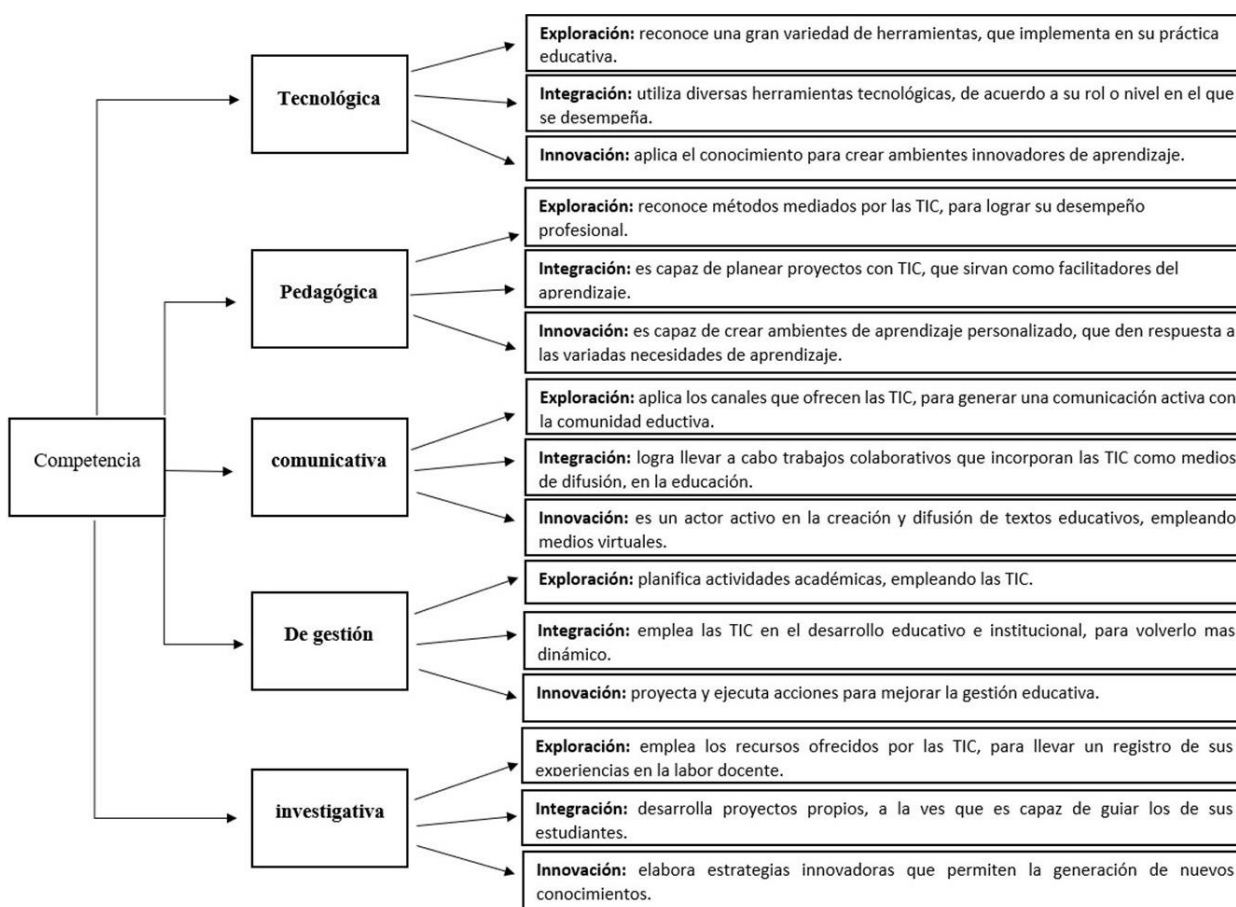 Exploración: reconoce una gran variedad de herramientas, que implementa en su práctica
educativa.
Tecnológica
Integración: utiliza diversas herramientas tecnológicas, de acuerdo a su rol o nivel en el que
se desempeña.
Innovación: aplica el conocimiento para crear ambientes innovadores de aprendizaje.
Exploración: reconoce métodos mediados por las TIC, para lograr su desempeño
profesional.
Pedagógica
Integración: es capaz de planear proyectos con TIC, que sirvan como facilitadores del
aprendizaje.
Innovación: es capaz de crear ambientes de aprendizaje personalizado, que den respuesta a
las variadas necesidades de aprendizaje.
Competencia
Exploración: aplica los canales que ofrecen las TIC, para generar una comunicación activa con
la comunidad eductiva.
comunicativa
Integración: logra llevar a cabo trabajos colaborativos que incorporan las TIC como medios
de difusión, en la educación.
Innovación: es un actor activo en la creación y difusión de textos educativos, empleando
medios virtuales.
Exploración: planifica actividades académicas, empleando las TIC.
De gestión
Integración: emplea las TIC en el desarrollo educativo e institucional, para volverlo mas
dinámico.
Innovación: proyecta y ejecuta acciones para mejorar la gestión educativa.
Exploración: emplea los recursos ofrecidos por las TIC, para llevar un registro de sus
experiencias en la labor docente.
investigativa
Integración: desarrolla proyectos propios, a la ves que es capaz de guiar los de sus
estudiantes.
Innovación: elabora estrategias innovadoras que permiten la generación de nuevos
conocimientos.